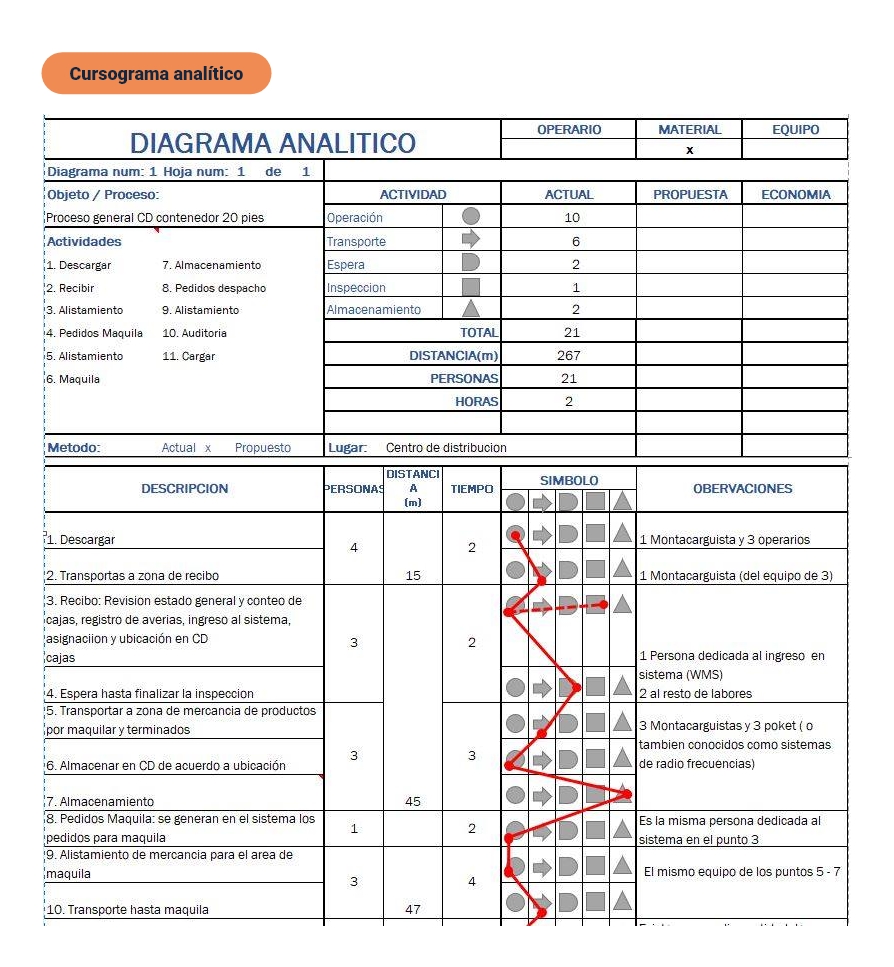 Cursograma analítico
DIAGRAMA ANALITICO
OPERARIO MATERIAL EQUIPO
x
Diagrama num: 1 Hoja num: 1 de 1
Objeto / Proceso:
ACTIVIDAD ACTUAL PROPUESTA ECONOMIA
Proceso general CD contenedor 20 pies
Operación 10
Actividades
Transporte 6
1. Descargar 7. Almacenamiento
Espera 2
2. Recibir 8. Pedidos despacho
Inspeccion 1
3. Alistamiento 9. Alistamiento
Almacenamiento 2
4. Pedidos Maquila 10. Auditoria
TOTAL 21
5. Alistamiento 11. Cargar
DISTANCIA(m) 267
6. Maquila
PERSONAS 21
HORAS 2
Metodo: Actual x Propuesto
Lugar: Centro de distribucion
DESCRIPCION
PERSONAS
DISTANCI
A
(m)
TIEMPO
SIMBOLO
OBERVACIONES
1. Descargar
4
2
1 Montacarguista y 3 operarios
2. Transportas a zona de recibo
15
1 Montacarguista (del equipo de 3)
3. Recibo: Revision estado general y conteo de
cajas, registro de averias, ingreso al sistema,
asignaciion y ubicación en CD
cajas
3
2
1 Persona dedicada al ingreso en
sistema (WMS)
2 al resto de labores
4. Espera hasta finalizar la inspeccion
5. Transportar a zona de mercancia de productos
por maquilar y terminados
3 Montacarguistas y 3 poket ( o
tambien conocidos como sistemas
de radio frecuencias)
3
3
6. Almacenar en CD de acuerdo a ubicación
7. Almacenamiento
45
8. Pedidos Maquila: se generan en el sistema los
pedidos para maquila
1
2
Es la misma persona dedicada al
sistema en el punto 3
9. Alistamiento de mercancia para el area de
maquila
3
4
El mismo equipo de los puntos 5 - 7
10. Transporte hasta maquila
47